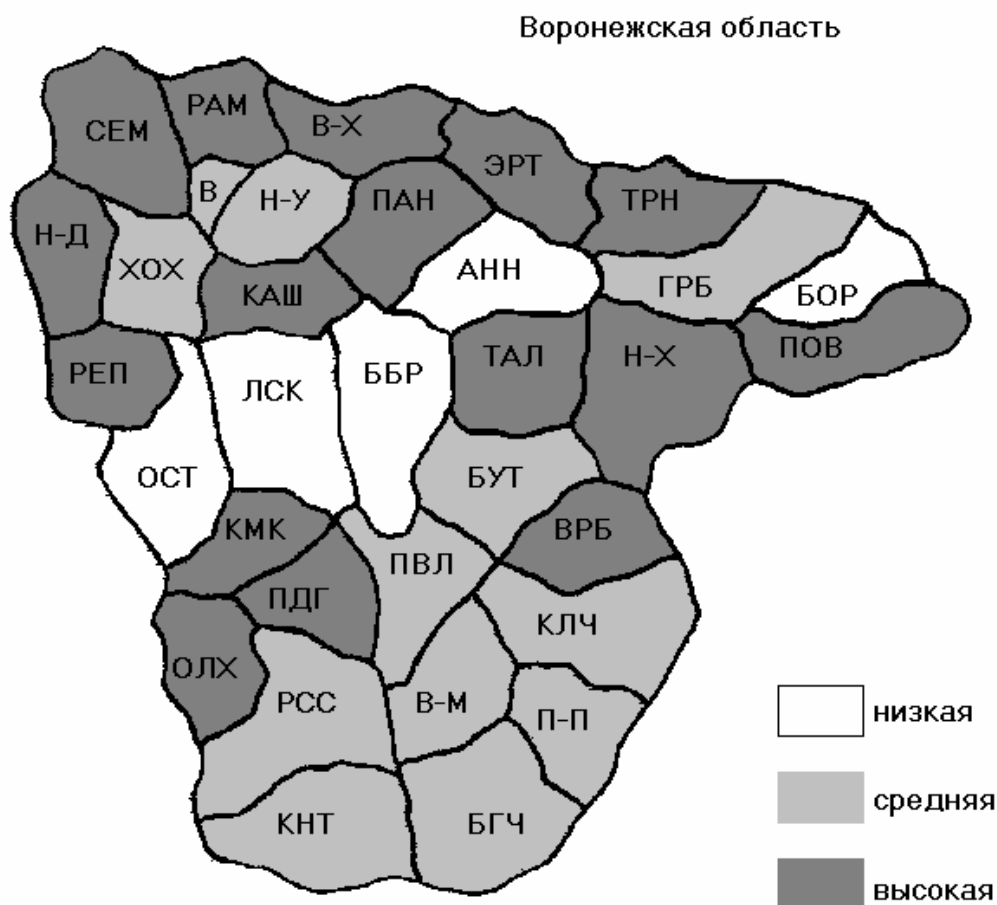 Воронежская область
РАМ
СЕМ
В-Х
ЭРТ
В
Н-У
ПАН
ТРН
Н-Д
ХОХ
КАШ
АНН
ГРБ
БОР
РЕП
ЛСК
ББР
ТАЛ
Н-Х
ПОВ
ОСТ
БУТ
КМК
ВРБ
ПВЛ
ПДГ
КЛЧ
ОЛХ
РСС
В-М
П-П
низкая
КНТ
БГЧ
средняя
высокая